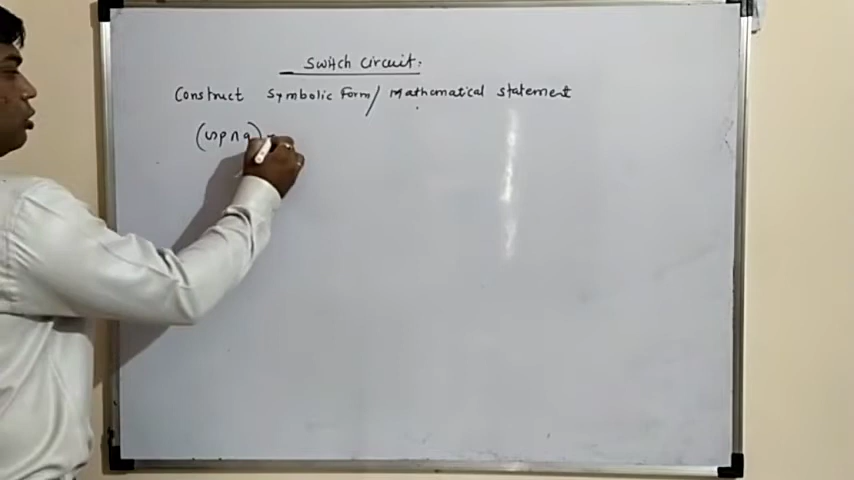 Switch Circuit:
Construct Symbolic Form/ Mathematical statement
(~p∧q)